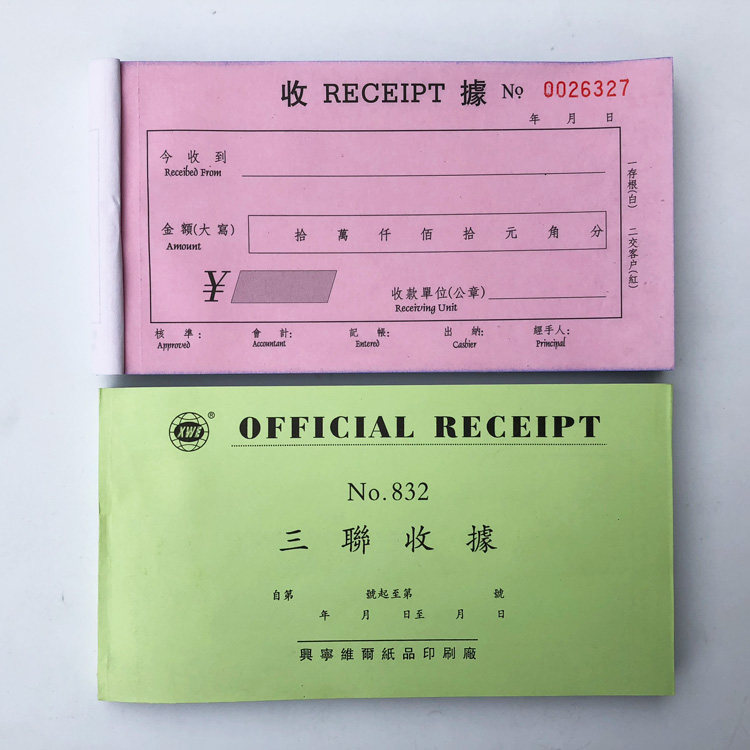 收 RECEIPT 據 No 0026327
年 月 日
今收到
Received From
金額(大寫) 拾 萬 仟 佰 拾 元 角 分
Amount
¥
收款單位(公章)
Receiving Unit
核準: 會計: 記帳: 出納: 經手人:
Approved Accountant Entered Cashier Principal
一存根(白) 二交客户(紅)
XWE ® OFFICIAL RECEIPT
No.832
三聯收據
自第 號起至第 號
年 月 日至 月 日
興寧維爾紙品印刷廠